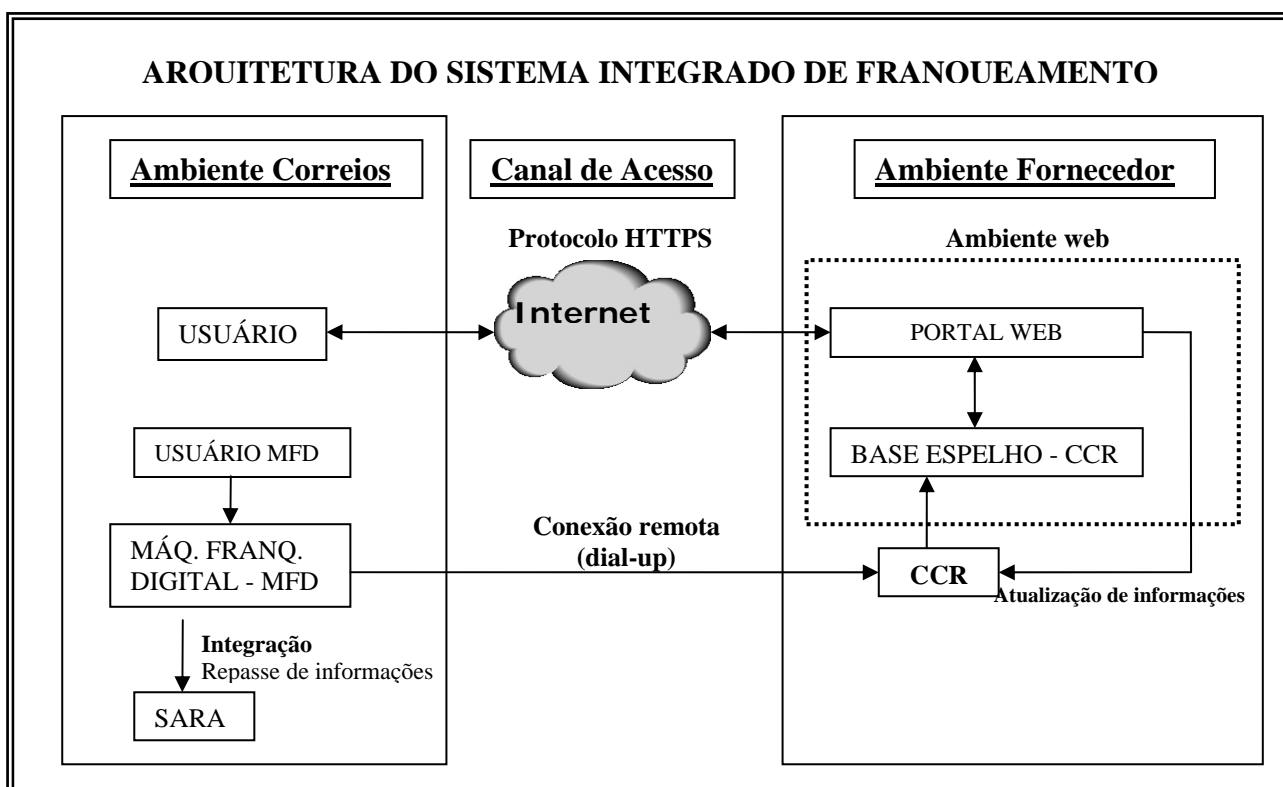 AROUITETURA DO SISTEMA INTEGRADO DE FRANOUEAMENTO
Ambiente Correios
Canal de Acesso
Ambiente Fornecedor
Protocolo HTTPS
Ambiente web
Internet
USUÁRIO
PORTAL WEB
USUÁRIO MFD
BASE ESPELHO - CCR
MÁQ. FRANQ.
DIGITAL - MFD
Conexão remota
(dial-up)
CCR
Atualização de informações
Integração
Repasse de informações
SARA